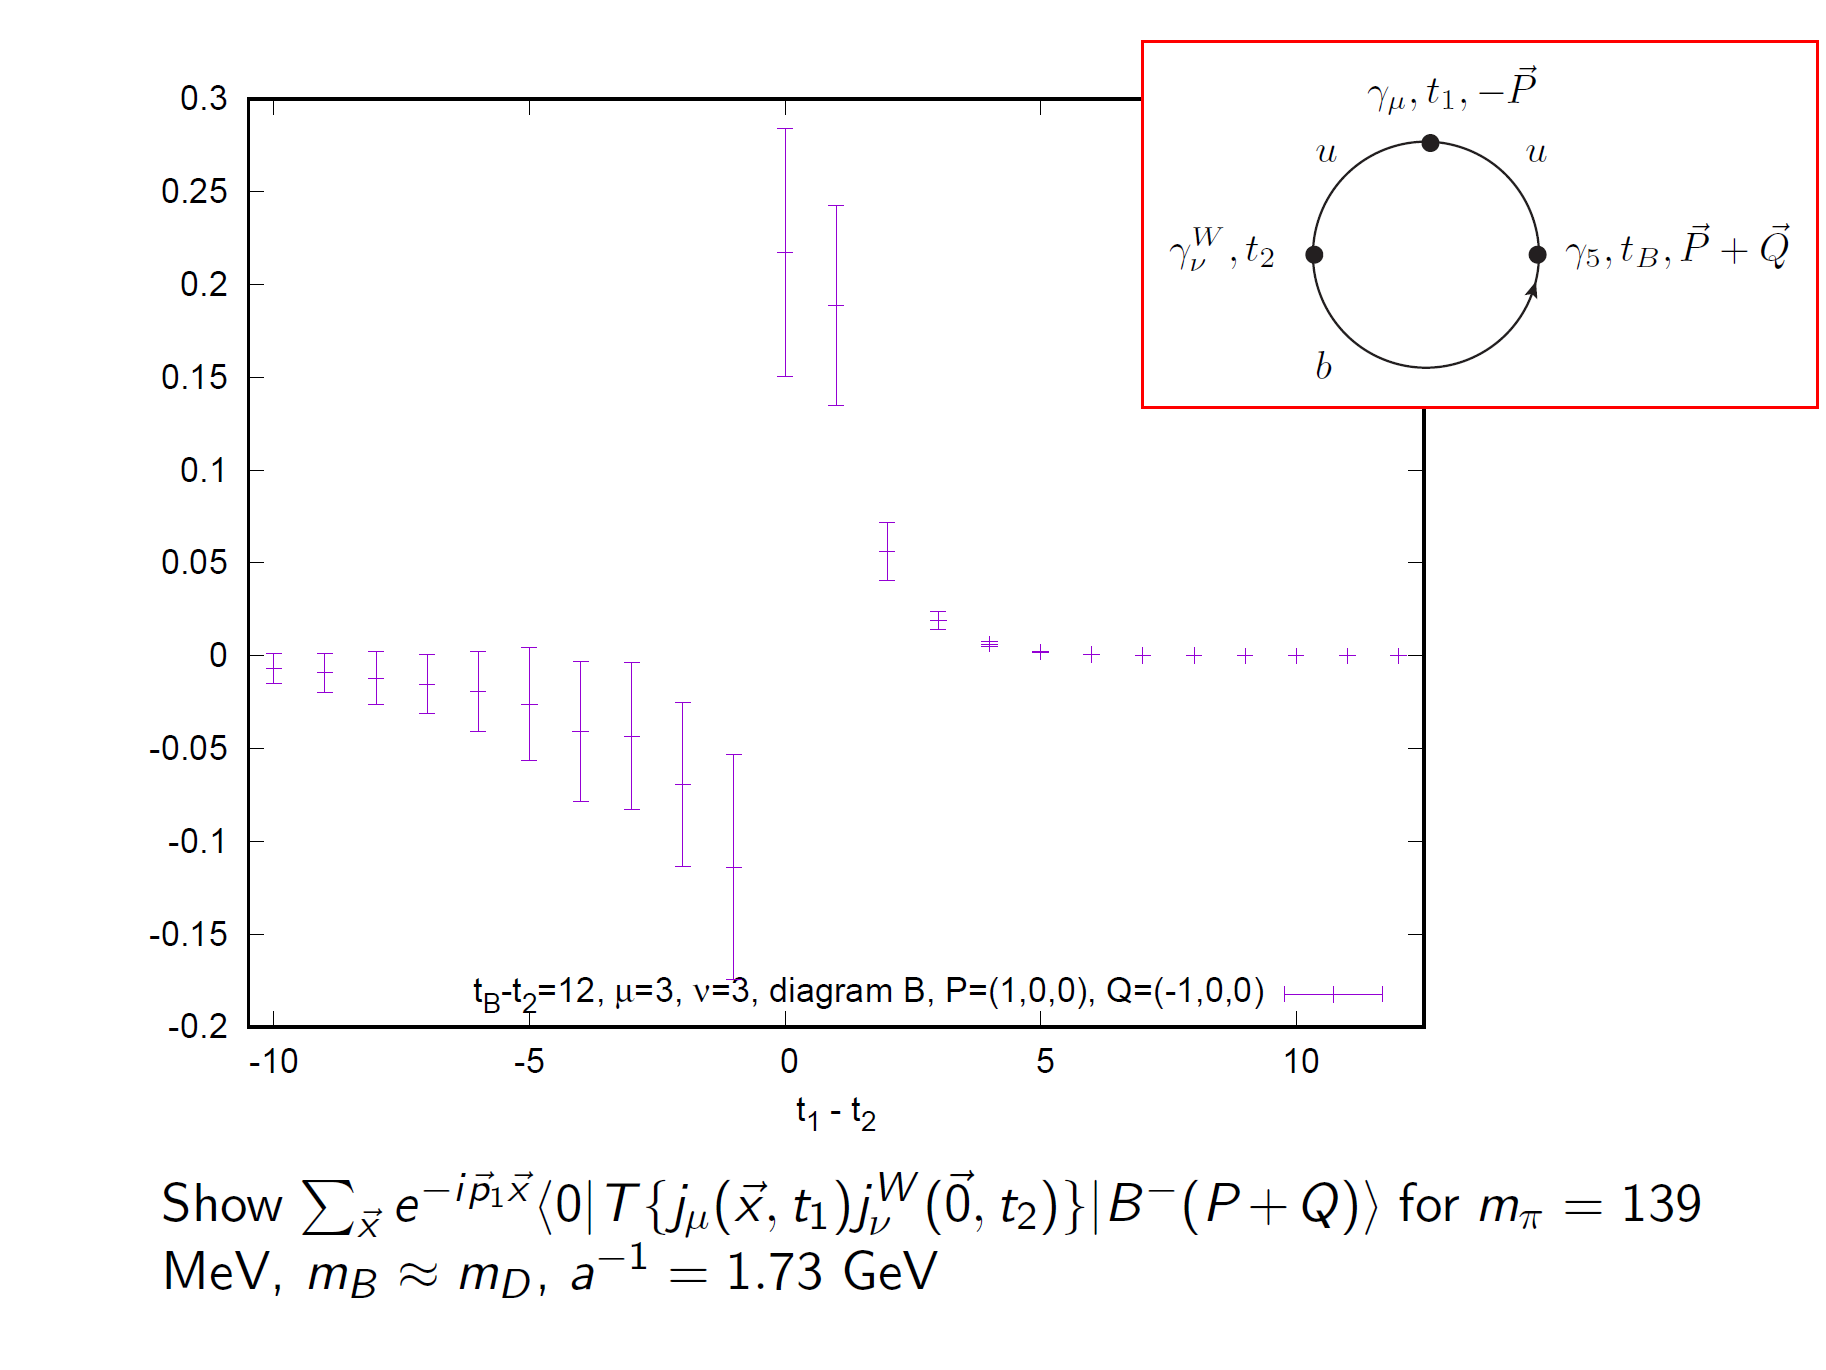 0.3
0.25
0.2
0.15
0.1
0.05
0
-0.05
-0.1
-0.15
-0.2
γ_μ, t_1, −P⃗
u u
γ_ν^W, t_2 γ_5, t_B, P⃗ + Q⃗
b
t_B-t_2=12, μ=3, ν=3, diagram B, P=(1,0,0), Q=(-1,0,0)
-10 -5 0 5 10
t_1 - t_2
Show ∑_x⃗ e^{−ip⃗_1x⃗}⟨0|T{j_μ(x⃗, t_1)j_ν^W(0⃗, t_2)}|B^−(P + Q)⟩ for m_π = 139
MeV, m_B ≈ m_D, a^{−1} = 1.73 GeV